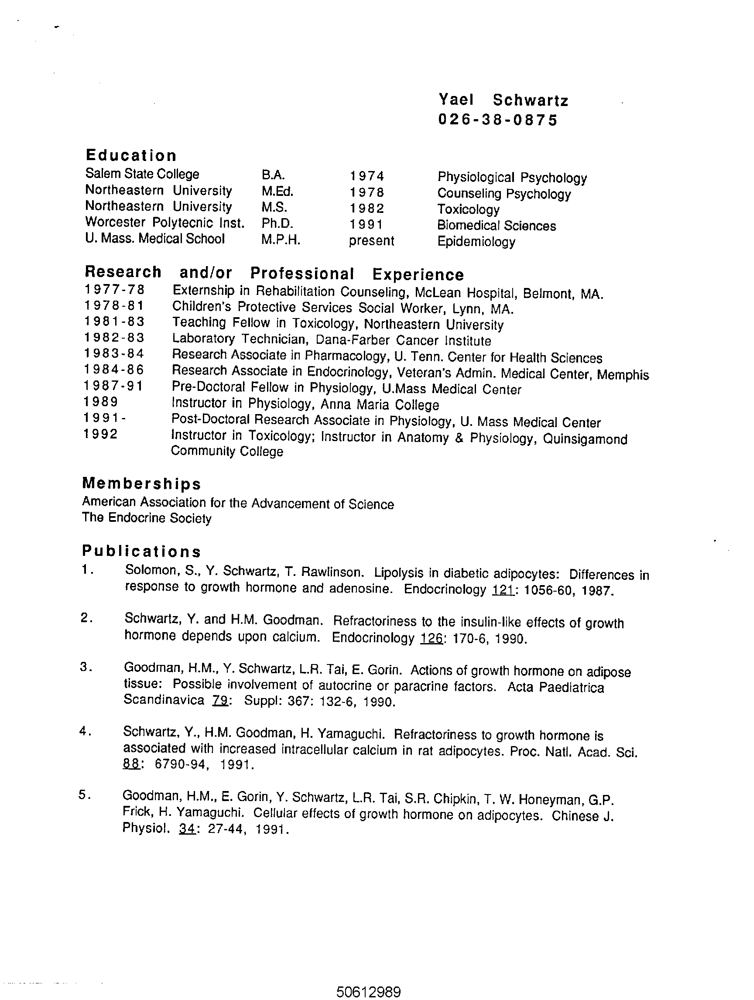 Yael Schwartz
026-38-0875
Education
Salem State College B.A. 1974 Physiological Psychology
Northeastern University M.Ed. 1978 Counseling Psychology
Northeastern University M.S. 1982 Toxicology
Worcester Polytecnic Inst. Ph.D. 1991 Biomedical Sciences
U. Mass. Medical School M.P.H. present Epidemiology
Research and/or Professional Experience
1977-78 Externship in Rehabilitation Counseling, McLean Hospital, Belmont, MA.
1978-81 Children's Protective Services Social Worker, Lynn, MA.
1981-83 Teaching Fellow in Toxicology, Northeastern University
1982-83 Laboratory Technician, Dana-Farber Cancer Institute
1983-84 Research Associate in Pharmacology, U. Tenn. Center for Health Sciences
1984-86 Research Associate in Endocrinology, Veteran's Admin. Medical Center, Memphis
1987-91 Pre-Doctoral Fellow in Physiology, U.Mass Medical Center
1989 Instructor in Physiology, Anna Maria College
1991- Post-Doctoral Research Associate in Physiology, U. Mass Medical Center
1992 Instructor in Toxicology; Instructor in Anatomy & Physiology, Quinsigamond
Community College
Memberships
American Association for the Advancement of Science
The Endocrine Society
Publications
1. Solomon, S., Y. Schwartz, T. Rawlinson. Lipolysis in diabetic adipocytes: Differences in
response to growth hormone and adenosine. Endocrinology 121: 1056-60, 1987.
2. Schwartz, Y. and H.M. Goodman. Refractoriness to the insulin-like effects of growth
hormone depends upon calcium. Endocrinology 126: 170-6, 1990.
3. Goodman, H.M., Y. Schwartz, L.R. Tai, E. Gorin. Actions of growth hormone on adipose
tissue: Possible involvement of autocrine or paracrine factors. Acta Paediatrica
Scandinavica 79: Suppl: 367: 132-6, 1990.
4. Schwartz, Y., H.M. Goodman, H. Yamaguchi. Refractoriness to growth hormone is
associated with increased intracellular calcium in rat adipocytes. Proc. Natl. Acad. Sci.
88: 6790-94, 1991.
5. Goodman, H.M., E. Gorin, Y. Schwartz, L.R. Tai, S.R. Chipkin, T. W. Honeyman, G.P.
Frick, H. Yamaguchi. Cellular effects of growth hormone on adipocytes. Chinese J.
Physiol. 34: 27-44, 1991.
50612989